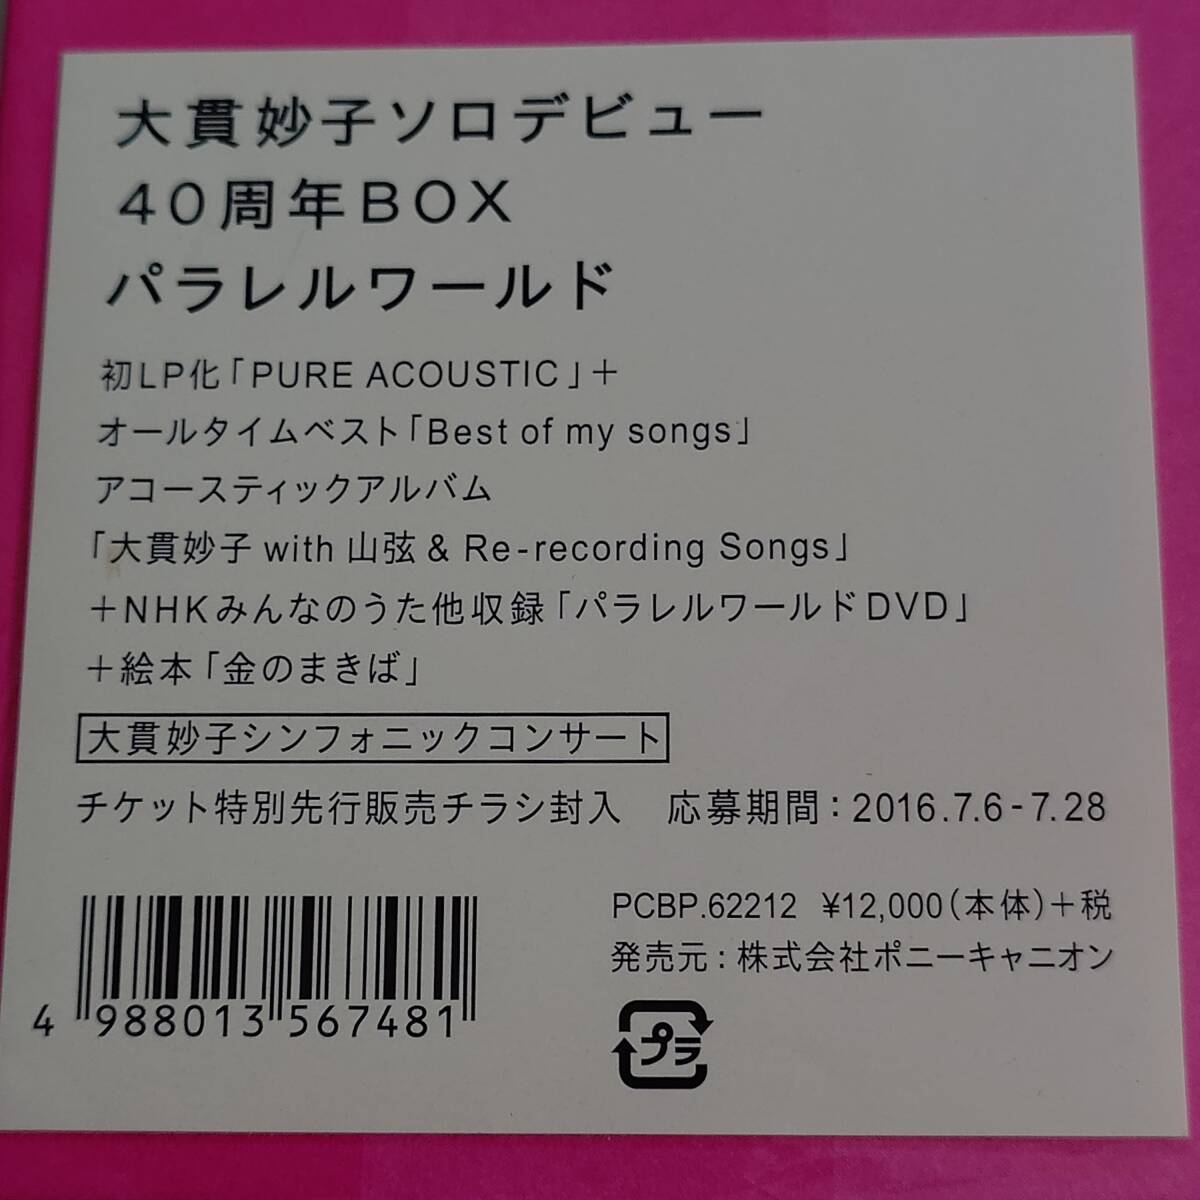 大貫妙子ソロデビュー
40周年BOX
パラレルワールド
初LP化「PURE ACOUSTIC」＋
オールタイムベスト「Best of my songs」
アコースティックアルバム
「大貫妙子 with 山弦 & Re-recording Songs」
＋NHKみんなのうた他収録「パラレルワールドDVD」
＋絵本「金のまきば」
大貫妙子シンフォニックコンサート
チケット特別先行販売チラシ封入　応募期間：2016.7.6-7.28
PCBP.62212 ¥12,000（本体）＋税
発売元：株式会社ポニーキャニオン
4 988013 567481
プラ